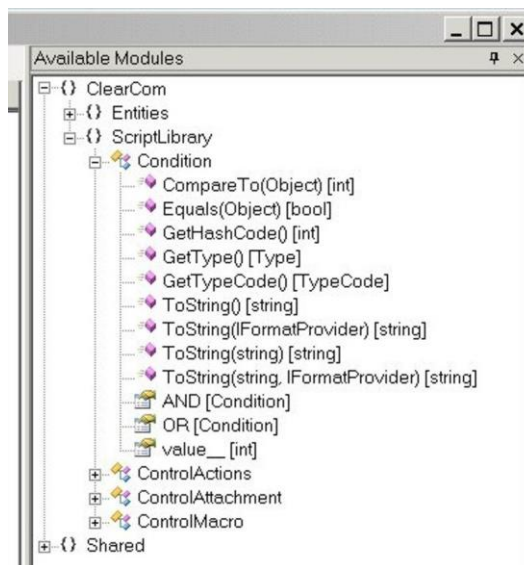 Available Modules
{} ClearCom
{} Entities
{} ScriptLibrary
Condition
CompareTo(Object) [int]
Equals(Object) [bool]
GetHashCode() [int]
GetType() [Type]
GetTypeCode() [TypeCode]
ToString() [string]
ToString(IFormatProvider) [string]
ToString(string) [string]
ToString(string, IFormatProvider) [string]
AND [Condition]
OR [Condition]
value__ [int]
ControlActions
ControlAttachment
ControlMacro
{} Shared